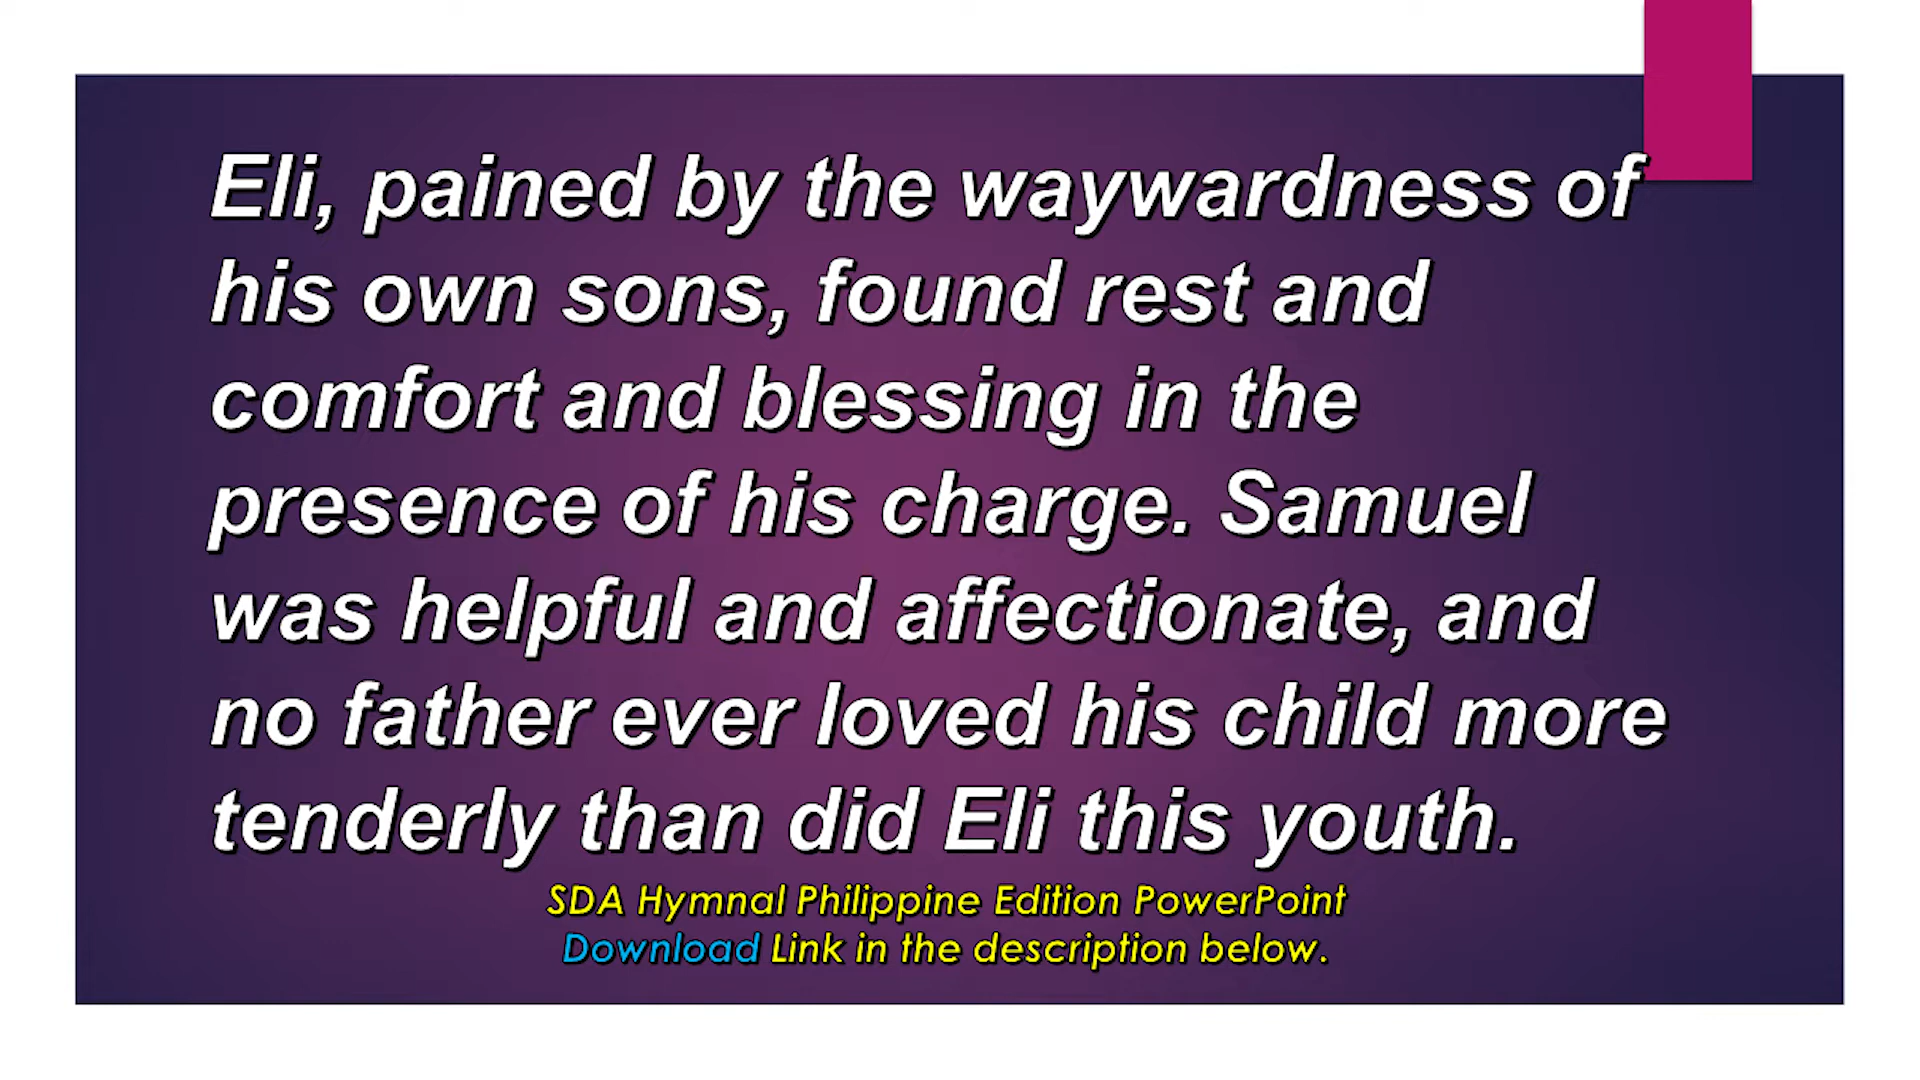 Eli, pained by the waywardness of
his own sons, found rest and
comfort and blessing in the
presence of his charge. Samuel
was helpful and affectionate, and
no father ever loved his child more
tenderly than did Eli this youth.
SDA Hymnal Philippine Edition PowerPoint
Download Link in the description below.